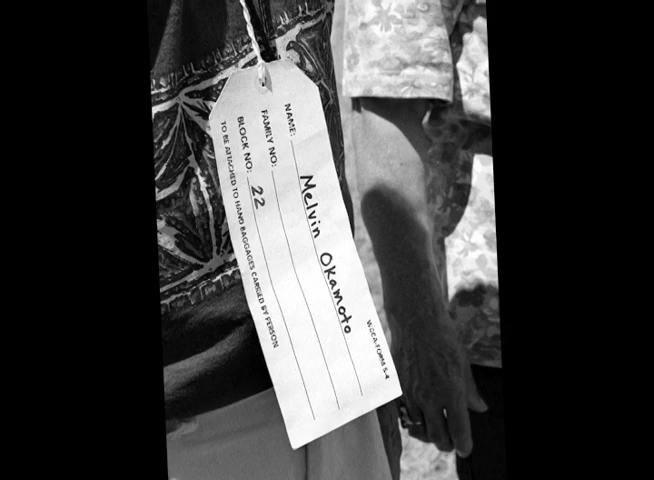 WCCA-FORM S-4
NAME: Melvin Okamoto
FAMILY NO:
BLOCK NO: 22
TO BE ATTACHED TO HAND BAGGAGES CARRIED BY PERSON